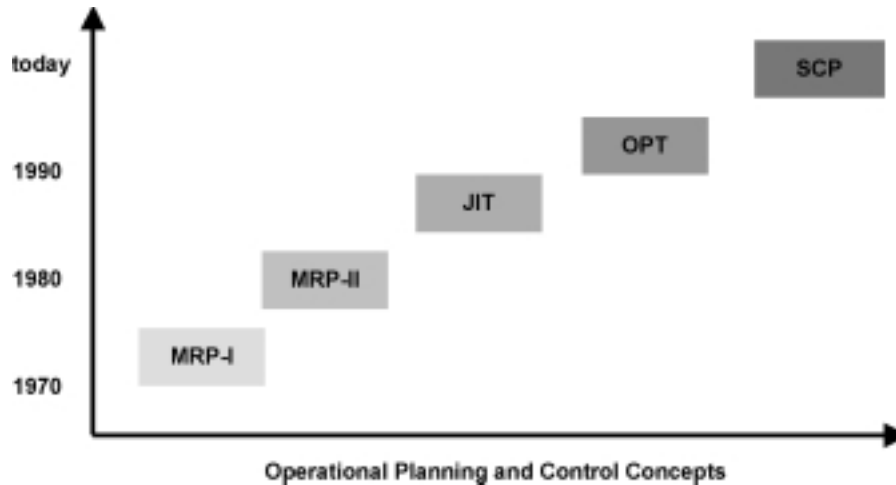 today
SCP
OPT
1990
JIT
1980
MRP-II
MRP-I
1970
Operational Planning and Control Concepts